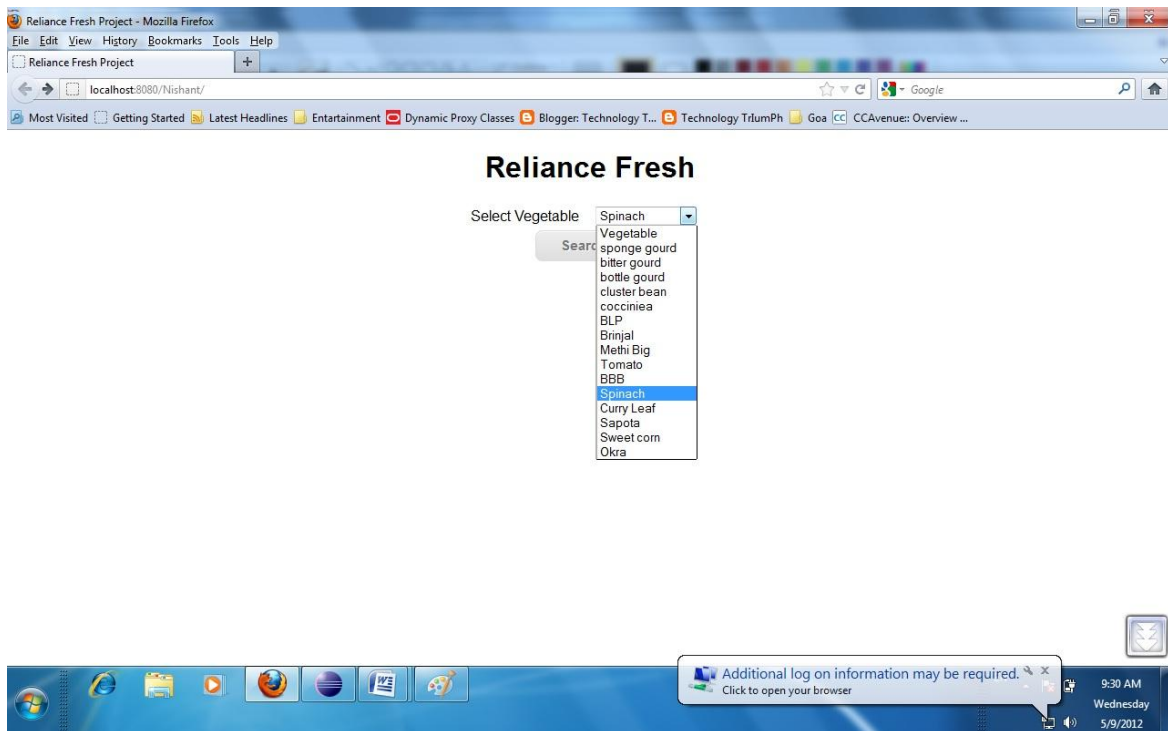 Reliance Fresh Project - Mozilla Firefox
File Edit View History Bookmarks Tools Help
Reliance Fresh Project
localhost:8080/Nishant/
Google
Most Visited Getting Started Latest Headlines Entartainment Dynamic Proxy Classes Blogger: Technology T... Technology TrIumPh Goa CC CCAvenue:: Overview ...
Reliance Fresh
Select Vegetable Spinach
Searc
Vegetable
sponge gourd
bitter gourd
bottle gourd
cluster bean
cocciniea
BLP
Brinjal
Methi Big
Tomato
BBB
Spinach
Curry Leaf
Sapota
Sweet corn
Okra
Additional log on information may be required.
Click to open your browser
9:30 AM
Wednesday
5/9/2012